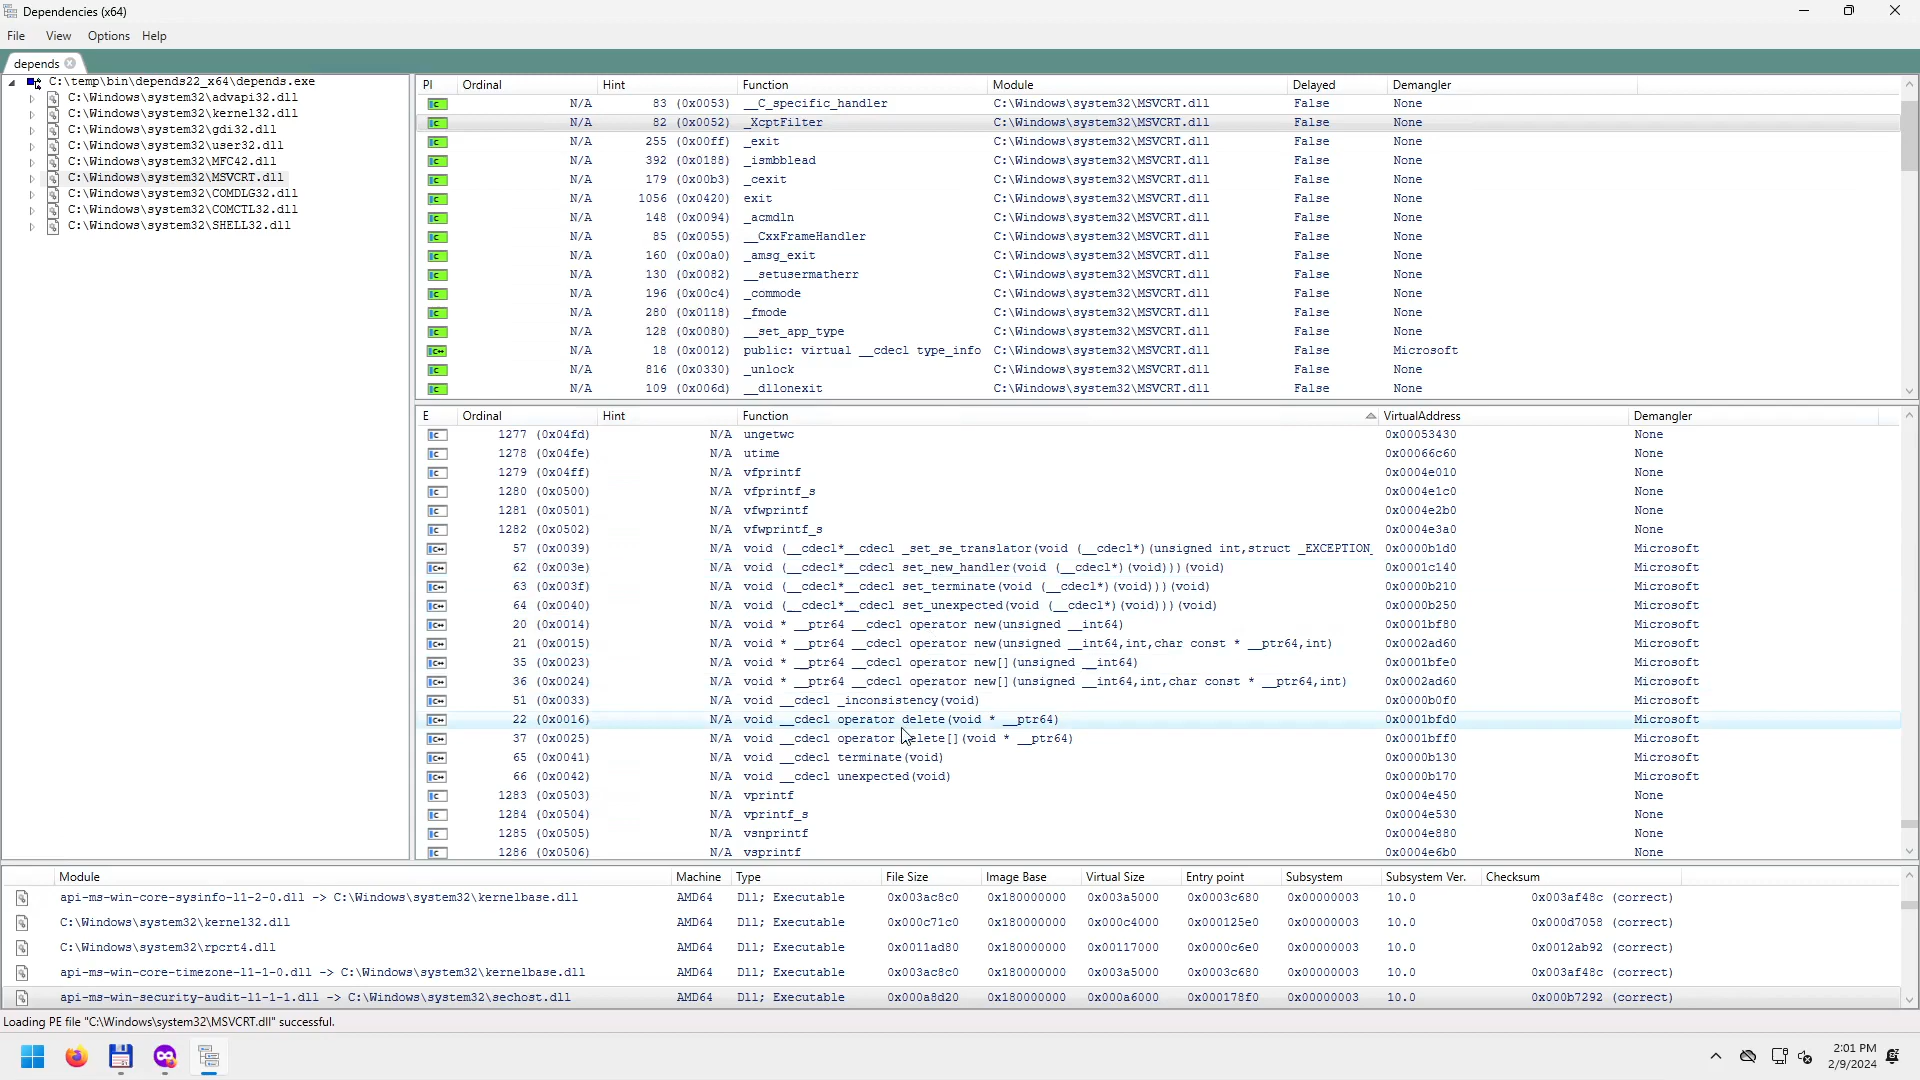 Dependencies (x64)
File View Options Help
depends
C:\temp\bin\depends22_x64\depends.exe
C:\Windows\system32\advapi32.dll
C:\Windows\system32\kernel32.dll
C:\Windows\system32\gdi32.dll
C:\Windows\system32\user32.dll
C:\Windows\system32\MFC42.dll
C:\Windows\system32\MSVCRT.dll
C:\Windows\system32\COMDLG32.dll
C:\Windows\system32\COMCTL32.dll
C:\Windows\system32\SHELL32.dll
PI Ordinal Hint Function Module Delayed Demangler
N/A 83 (0x0053) __C_specific_handler C:\Windows\system32\MSVCRT.dll False None
N/A 82 (0x0052) _XcptFilter C:\Windows\system32\MSVCRT.dll False None
N/A 255 (0x00ff) _exit C:\Windows\system32\MSVCRT.dll False None
N/A 392 (0x0188) _ismbblead C:\Windows\system32\MSVCRT.dll False None
N/A 179 (0x00b3) _cexit C:\Windows\system32\MSVCRT.dll False None
N/A 1056 (0x0420) exit C:\Windows\system32\MSVCRT.dll False None
N/A 148 (0x0094) _acmdln C:\Windows\system32\MSVCRT.dll False None
N/A 85 (0x0055) __CxxFrameHandler C:\Windows\system32\MSVCRT.dll False None
N/A 160 (0x00a0) _amsg_exit C:\Windows\system32\MSVCRT.dll False None
N/A 130 (0x0082) __setusermatherr C:\Windows\system32\MSVCRT.dll False None
N/A 196 (0x00c4) _commode C:\Windows\system32\MSVCRT.dll False None
N/A 280 (0x0118) _fmode C:\Windows\system32\MSVCRT.dll False None
N/A 128 (0x0080) __set_app_type C:\Windows\system32\MSVCRT.dll False None
N/A 18 (0x0012) public: virtual __cdecl type_info C:\Windows\system32\MSVCRT.dll False Microsoft
N/A 816 (0x0330) _unlock C:\Windows\system32\MSVCRT.dll False None
N/A 109 (0x006d) __dllonexit C:\Windows\system32\MSVCRT.dll False None
E Ordinal Hint Function VirtualAddress Demangler
1277 (0x04fd) N/A ungetwc 0x00053430 None
1278 (0x04fe) N/A utime 0x00066c60 None
1279 (0x04ff) N/A vfprintf 0x0004e010 None
1280 (0x0500) N/A vfprintf_s 0x0004e1c0 None
1281 (0x0501) N/A vfwprintf 0x0004e2b0 None
1282 (0x0502) N/A vfwprintf_s 0x0004e3a0 None
57 (0x0039) N/A void (__cdecl*__cdecl _set_se_translator(void (__cdecl*)(unsigned int,struct _EXCEPTION_ 0x0000b1d0 Microsoft
62 (0x003e) N/A void (__cdecl*__cdecl set_new_handler(void (__cdecl*)(void)))(void) 0x0001c140 Microsoft
63 (0x003f) N/A void (__cdecl*__cdecl set_terminate(void (__cdecl*)(void)))(void) 0x0000b210 Microsoft
64 (0x0040) N/A void (__cdecl*__cdecl set_unexpected(void (__cdecl*)(void)))(void) 0x0000b250 Microsoft
20 (0x0014) N/A void * __ptr64 __cdecl operator new(unsigned __int64) 0x0001bf80 Microsoft
21 (0x0015) N/A void * __ptr64 __cdecl operator new(unsigned __int64,int,char const * __ptr64,int) 0x0002ad60 Microsoft
35 (0x0023) N/A void * __ptr64 __cdecl operator new[](unsigned __int64) 0x0001bfe0 Microsoft
36 (0x0024) N/A void * __ptr64 __cdecl operator new[](unsigned __int64,int,char const * __ptr64,int) 0x0002ad60 Microsoft
51 (0x0033) N/A void __cdecl _inconsistency(void) 0x0000b0f0 Microsoft
22 (0x0016) N/A void __cdecl operator delete(void * __ptr64) 0x0001bfd0 Microsoft
37 (0x0025) N/A void __cdecl operator delete[](void * __ptr64) 0x0001bff0 Microsoft
65 (0x0041) N/A void __cdecl terminate(void) 0x0000b130 Microsoft
66 (0x0042) N/A void __cdecl unexpected(void) 0x0000b170 Microsoft
1283 (0x0503) N/A vprintf 0x0004e450 None
1284 (0x0504) N/A vprintf_s 0x0004e530 None
1285 (0x0505) N/A vsnprintf 0x0004e880 None
1286 (0x0506) N/A vsprintf 0x0004e6b0 None
Module Machine Type File Size Image Base Virtual Size Entry point Subsystem Subsystem Ver. Checksum
api-ms-win-core-sysinfo-l1-2-0.dll -> C:\Windows\system32\kernelbase.dll AMD64 Dll; Executable 0x003ac8c0 0x180000000 0x003a5000 0x0003c680 0x00000003 10.0 0x003af48c (correct)
C:\Windows\system32\kernel32.dll AMD64 Dll; Executable 0x000c71c0 0x180000000 0x000c4000 0x000125e0 0x00000003 10.0 0x000d7058 (correct)
C:\Windows\system32\rpcrt4.dll AMD64 Dll; Executable 0x0011ad80 0x180000000 0x00117000 0x0000c6e0 0x00000003 10.0 0x0012ab92 (correct)
api-ms-win-core-timezone-l1-1-0.dll -> C:\Windows\system32\kernelbase.dll AMD64 Dll; Executable 0x003ac8c0 0x180000000 0x003a5000 0x0003c680 0x00000003 10.0 0x003af48c (correct)
api-ms-win-security-audit-l1-1-1.dll -> C:\Windows\system32\sechost.dll AMD64 Dll; Executable 0x000a8d20 0x180000000 0x000a6000 0x000178f0 0x00000003 10.0 0x000b7292 (correct)
Loading PE file "C:\Windows\system32\MSVCRT.dll" successful.
2:01 PM
2/9/2024